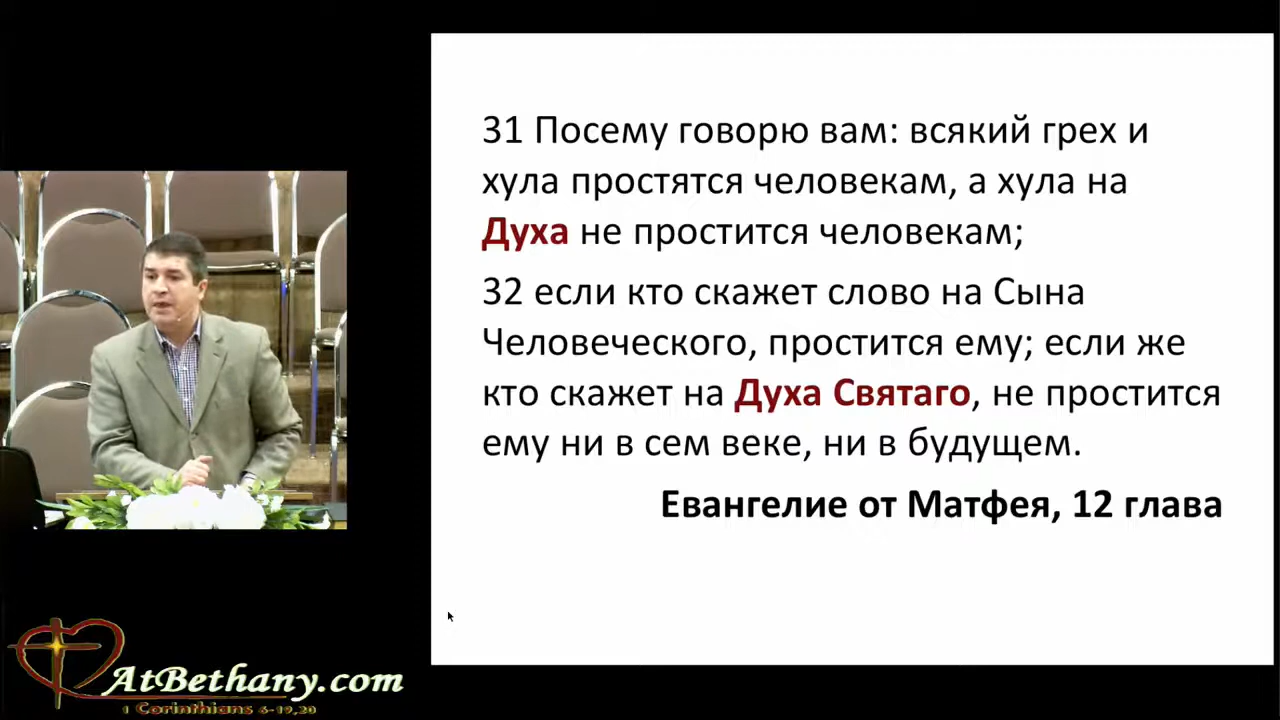 31 Посему говорю вам: всякий грех и
хула простятся человекам, а хула на
Духа не простится человекам;
32 если кто скажет слово на Сына
Человеческого, простится ему; если же
кто скажет на Духа Святаго, не простится
ему ни в сем веке, ни в будущем.
Евангелие от Матфея, 12 глава
AtBethany.com
1 Corinthians 6-19,20